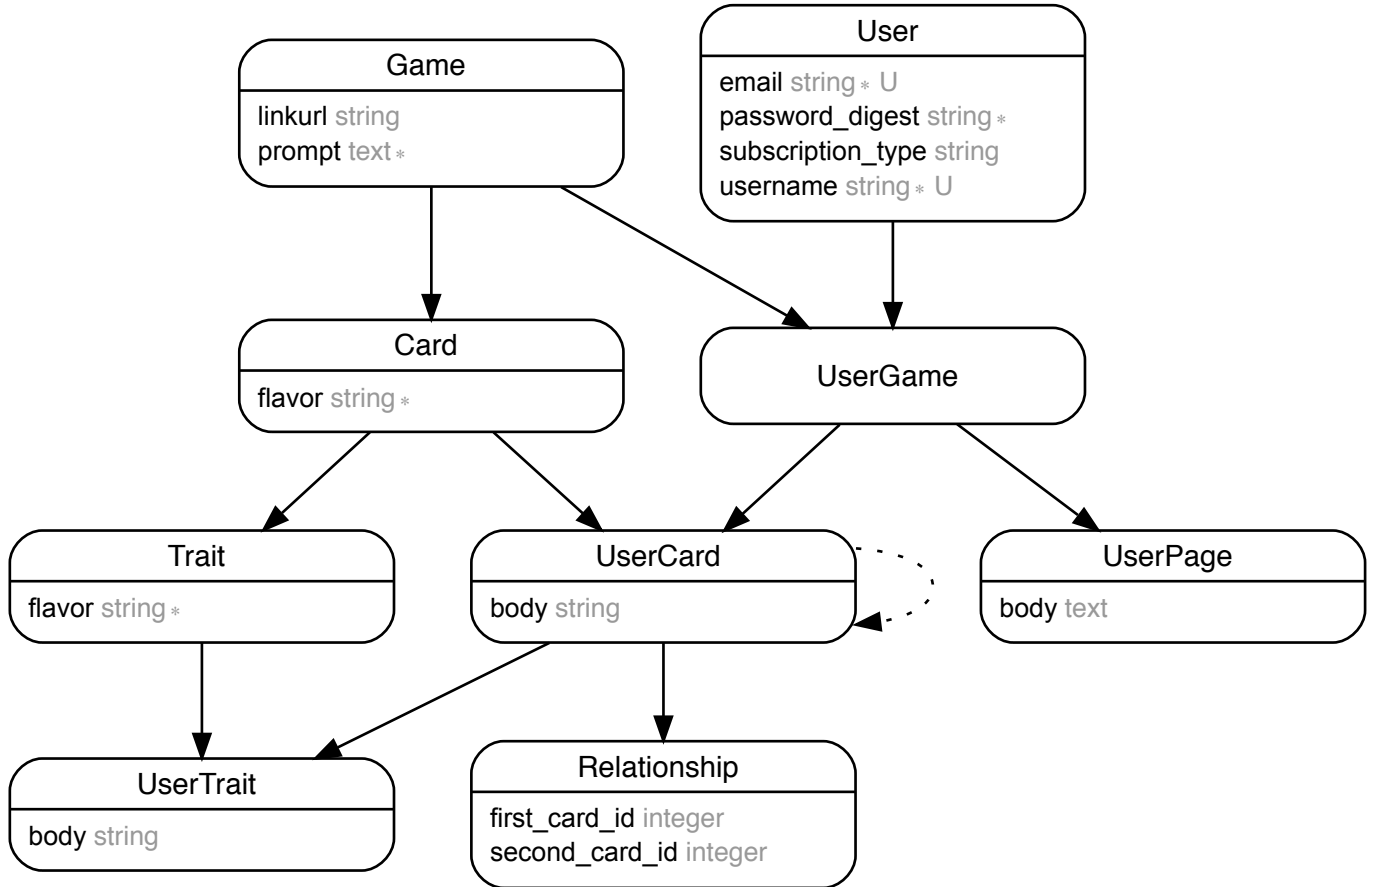 User
email string* U
password_digest string*
subscription_type string
username string* U
Game
linkurl string
prompt text*
Card
flavor string*
UserGame
Trait
flavor string*
UserCard
body string
UserPage
body text
UserTrait
body string
Relationship
first_card_id integer
second_card_id integer